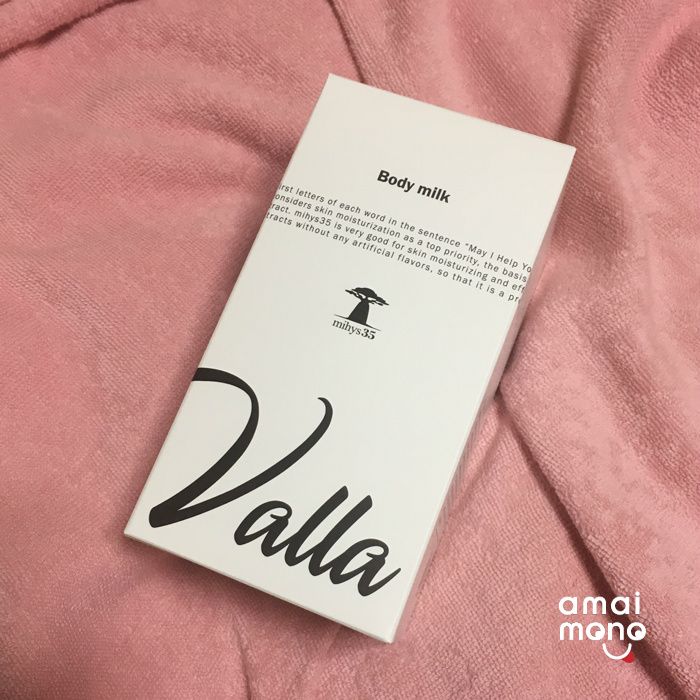 Body milk
irst letters of each word in the sentence "May I Help Yo
onsiders skin moisturization as a top priority, the basis
ract. mihys35 is very good for skin moisturizing and eff
tracts without any artificial flavors, so that it is a pr
mihys35
Valla
amai
mono